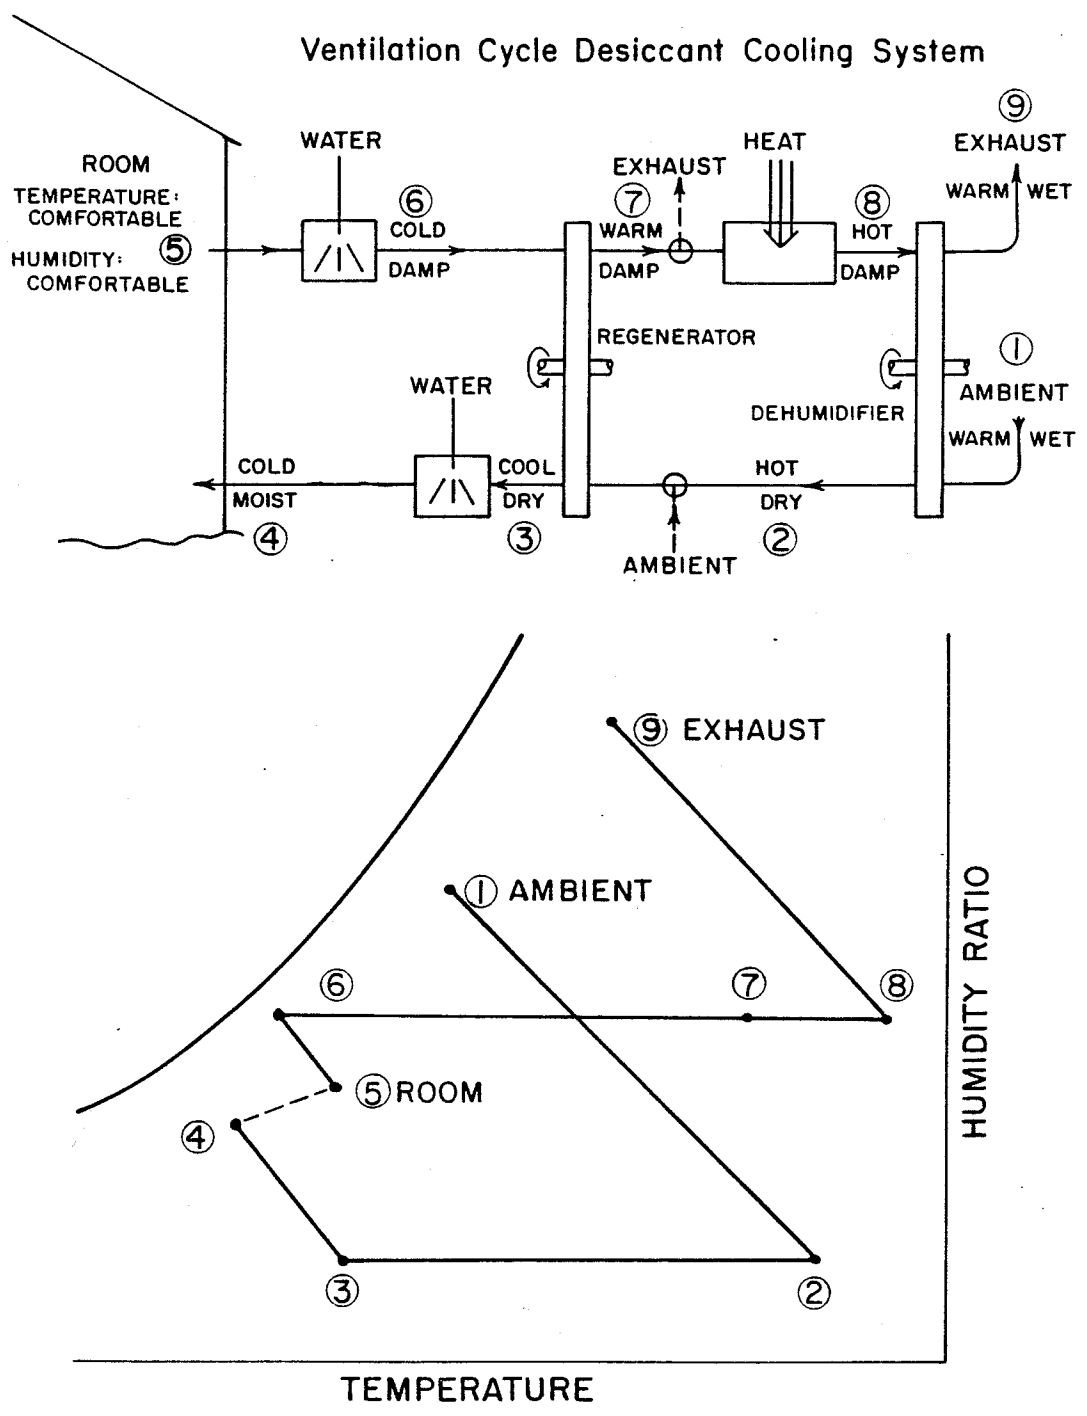 Ventilation Cycle Desiccant Cooling System
⑨
EXHAUST
WARM WET
WATER
HEAT
EXHAUST
ROOM
TEMPERATURE:
COMFORTABLE
⑤
HUMIDITY:
COMFORTABLE
⑥
COLD
DAMP
⑦
WARM
DAMP
⑧
HOT
DAMP
REGENERATOR
①
AMBIENT
WARM WET
DEHUMIDIFIER
WATER
COLD
MOIST
④
COOL
DRY
③
HOT
DRY
②
AMBIENT
⑨ EXHAUST
① AMBIENT
⑥
⑦
⑧
⑤ ROOM
④
③
②
HUMIDITY RATIO
TEMPERATURE